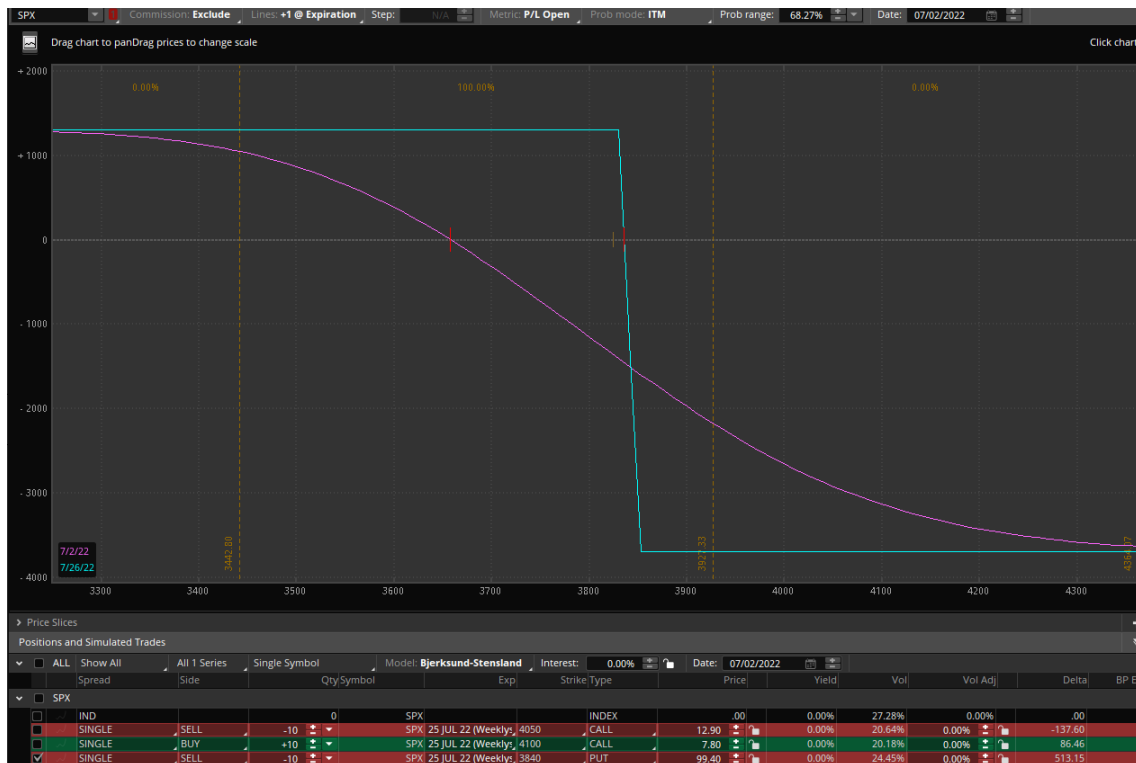 SPX Commission: Exclude Lines: +1 @ Expiration Step: N/A Metric: P/L Open Prob mode: ITM Prob range: 68.27% Date: 07/02/2022
Drag chart to panDrag prices to change scale Click chart
+ 2000
0.00% 100.00% 0.00%
+ 1000
0
- 1000
- 2000
- 3000
3442.80 3927.33
7/2/22
7/26/22
- 4000
3300 3400 3500 3600 3700 3800 3900 4000 4100 4200 4300
Price Slices
Positions and Simulated Trades
ALL Show All All 1 Series Single Symbol Model: Bjerksund-Stensland Interest: 0.00% Date: 07/02/2022
Spread Side Qty Symbol Exp Strike Type Price Yield Vol Vol Adj Delta BP E
SPX
IND 0 SPX INDEX .00 0.00% 27.28% 0.00% .00
SINGLE SELL -10 SPX 25 JUL 22 (Weekly: 4050 CALL 12.90 0.00% 20.64% 0.00% -137.60
SINGLE BUY +10 SPX 25 JUL 22 (Weekly: 4100 CALL 7.80 0.00% 20.18% 0.00% 86.46
SINGLE SELL -10 SPX 25 JUL 22 (Weekly: 3840 PUT 99.40 0.00% 24.45% 0.00% 513.15